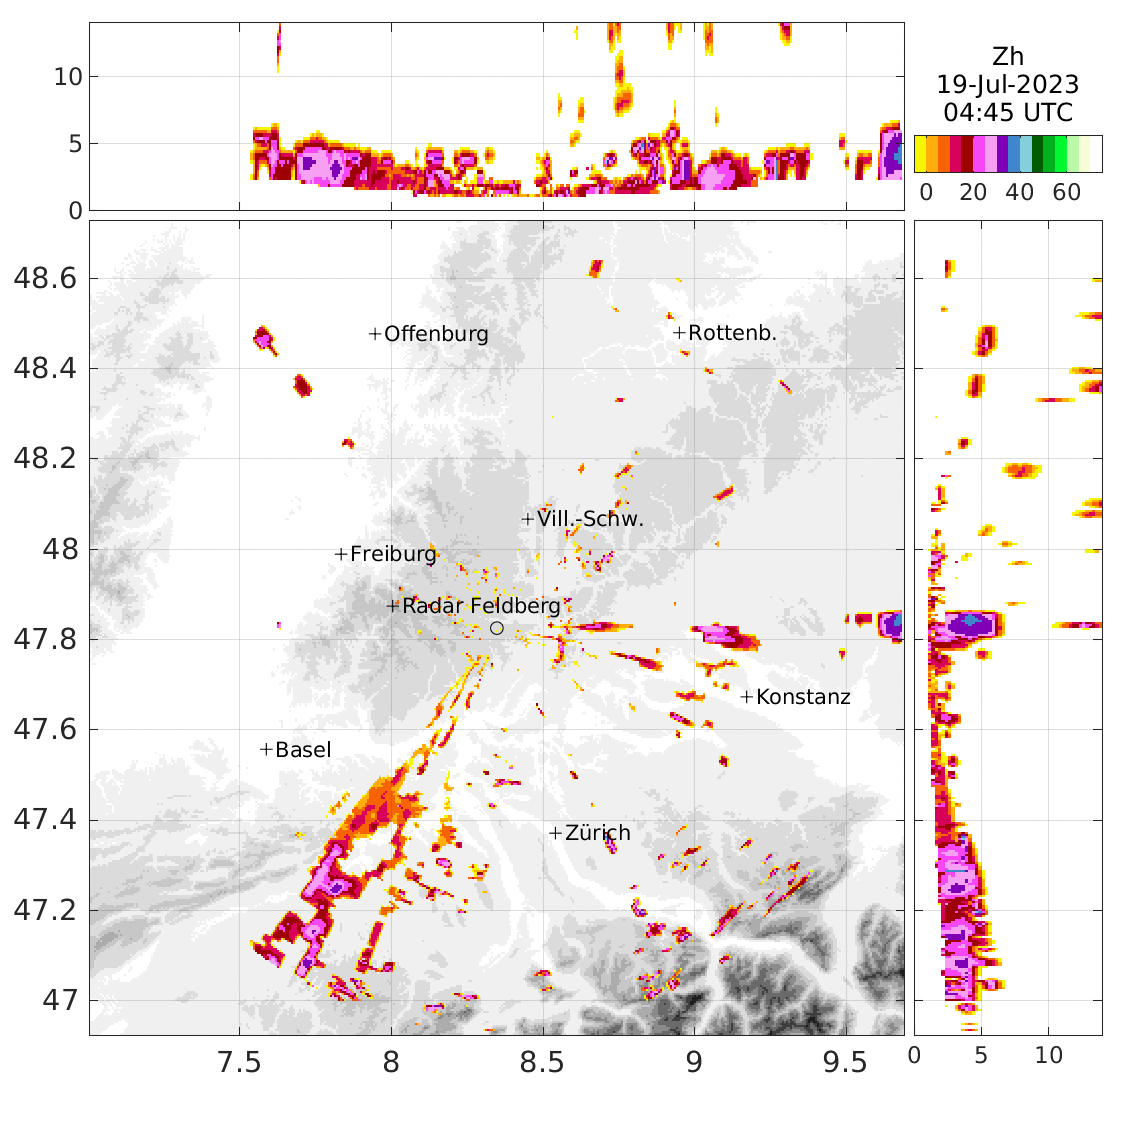 10
5
0
Zh
19-Jul-2023
04:45 UTC
0 20 40 60
48.6
48.4
48.2
48
47.8
47.6
47.4
47.2
47
+Offenburg
+Rottenb.
+Vill.-Schw.
+Freiburg
+Radar Feldberg
+Konstanz
+Basel
+Zürich
7.5 8 8.5 9 9.5
0 5 10